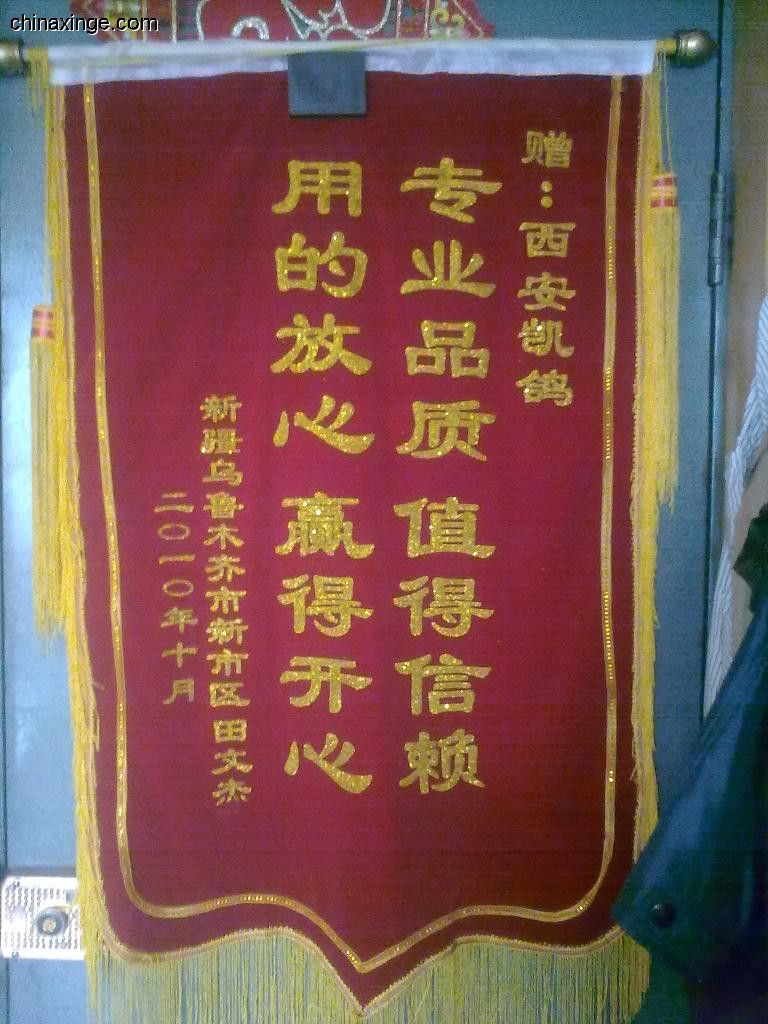 chinaxinge.com
赠：西安凯鸽
专业品质 值得信赖
用的放心 赢得开心
新疆乌鲁木齐市新市区 田文杰
二〇一〇年十月